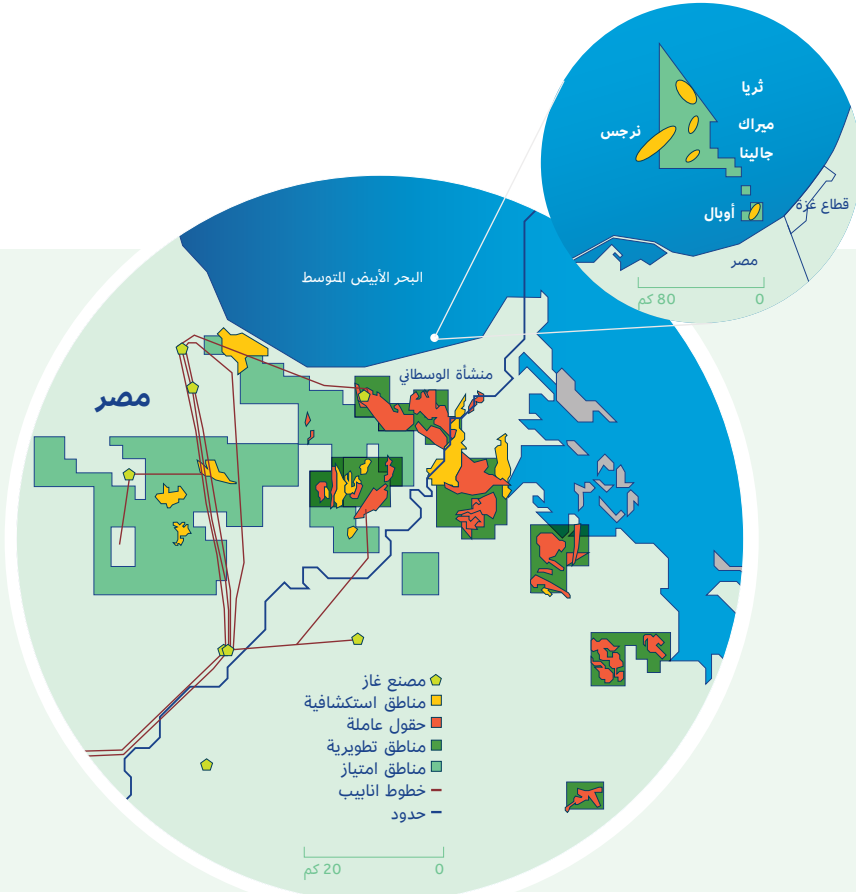 ثريا
ميراك
نرجس
جالينا
قطاع غزة
أوبال
مصر
0
80 كم
البحر الأبيض المتوسط
منشأة الوسطاني
مصر
مصنع غاز
مناطق استكشافية
حقول عاملة
مناطق تطويرية
مناطق امتياز
خطوط انابيب
حدود
0
20 كم